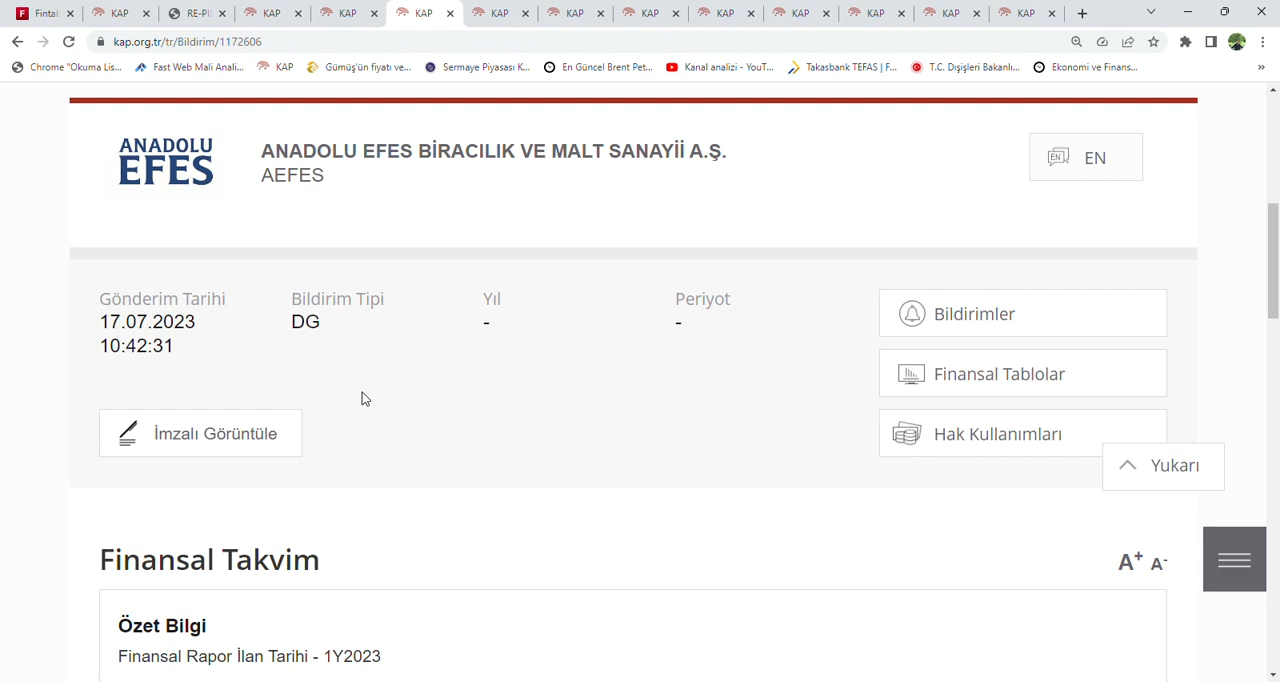 Fintal
KAP
RE-PIL
KAP
KAP
KAP
KAP
KAP
KAP
KAP
KAP
KAP
KAP
KAP
kap.org.tr/tr/Bildirim/1172606
Chrome "Okuma Lis...
Fast Web Mali Anali...
KAP
Gümüş'ün fiyatı ve...
Sermaye Piyasası K...
En Güncel Brent Pet...
Kanal analizi - YouT...
Takasbank TEFAS | F...
T.C. Dışişleri Bakanlı...
Ekonomi ve Finans...
»
ANADOLU
EFES
ANADOLU EFES BİRACILIK VE MALT SANAYİİ A.Ş.
AEFES
EN EN
Gönderim Tarihi
17.07.2023
10:42:31
Bildirim Tipi
DG
Yıl
-
Periyot
-
Bildirimler
Finansal Tablolar
Hak Kullanımları
İmzalı Görüntüle
Yukarı
Finansal Takvim
A+ A-
Özet Bilgi
Finansal Rapor İlan Tarihi - 1Y2023